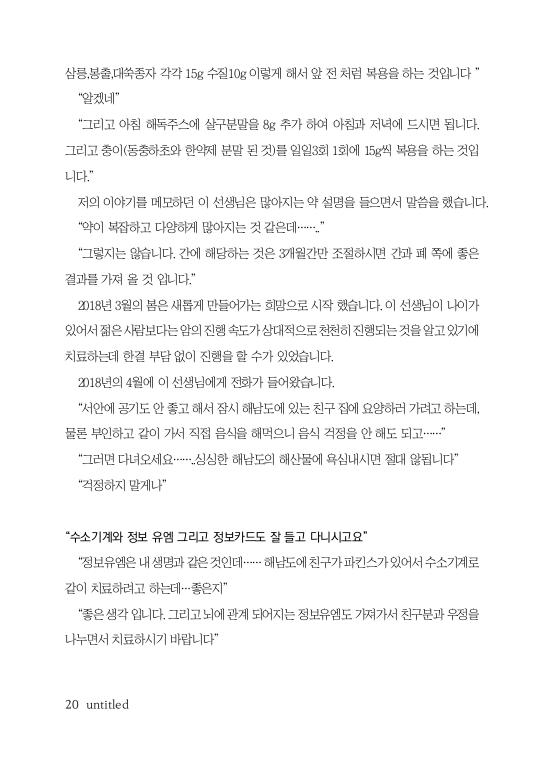 삼릉,봉출,대쑥종자 각각 15g 수질10g 이렇게 해서 앞 전 처럼 복용을 하는 것입니다 ”
“알겠네”
“그리고 아침 해독주스에 살구분말을 8g 추가 하여 아침과 저녁에 드시면 됩니다.
그리고 충이(동충하초와 한약제 분말 된 것)를 일일3회 1회에 15g씩 복용을 하는 것입
니다.”
저의 이야기를 메모하던 이 선생님은 많아지는 약 설명을 들으면서 말씀을 했습니다.
“약이 복잡하고 다양하게 많아지는 것 같은데……..”
“그렇지는 않습니다. 간에 해당하는 것은 3개월간만 조절하시면 간과 폐 쪽에 좋은
결과를 가져 올 것 입니다.”
2018년 3월의 봄은 새롭게 만들어가는 희망으로 시작 했습니다. 이 선생님이 나이가
있어서 젊은 사람보다는 암의 진행 속도가 상대적으로 천천히 진행되는 것을 알고 있기에
치료하는데 한결 부담 없이 진행을 할 수가 있었습니다.
2018년의 4월에 이 선생님에게 전화가 들어왔습니다.
“서안에 공기도 안 좋고 해서 잠시 해남도에 있는 친구 집에 요양하러 가려고 하는데,
물론 부인하고 같이 가서 직접 음식을 해먹으니 음식 걱정을 안 해도 되고……”
“그러면 다녀오세요……..싱싱한 해남도의 해산물에 욕심내시면 절대 않됩니다”
“걱정하지 말게나”
“수소기계와 정보 유엠 그리고 정보카드도 잘 들고 다니시고요”
“정보유엠은 내 생명과 같은 것인데…… 해남도에 친구가 파킨스가 있어서 수소기계로
같이 치료하려고 하는데…좋은지”
“좋은 생각 입니다. 그리고 뇌에 관계 되어지는 정보유엠도 가져가서 친구분과 우정을
나누면서 치료하시기 바랍니다”
20 untitled